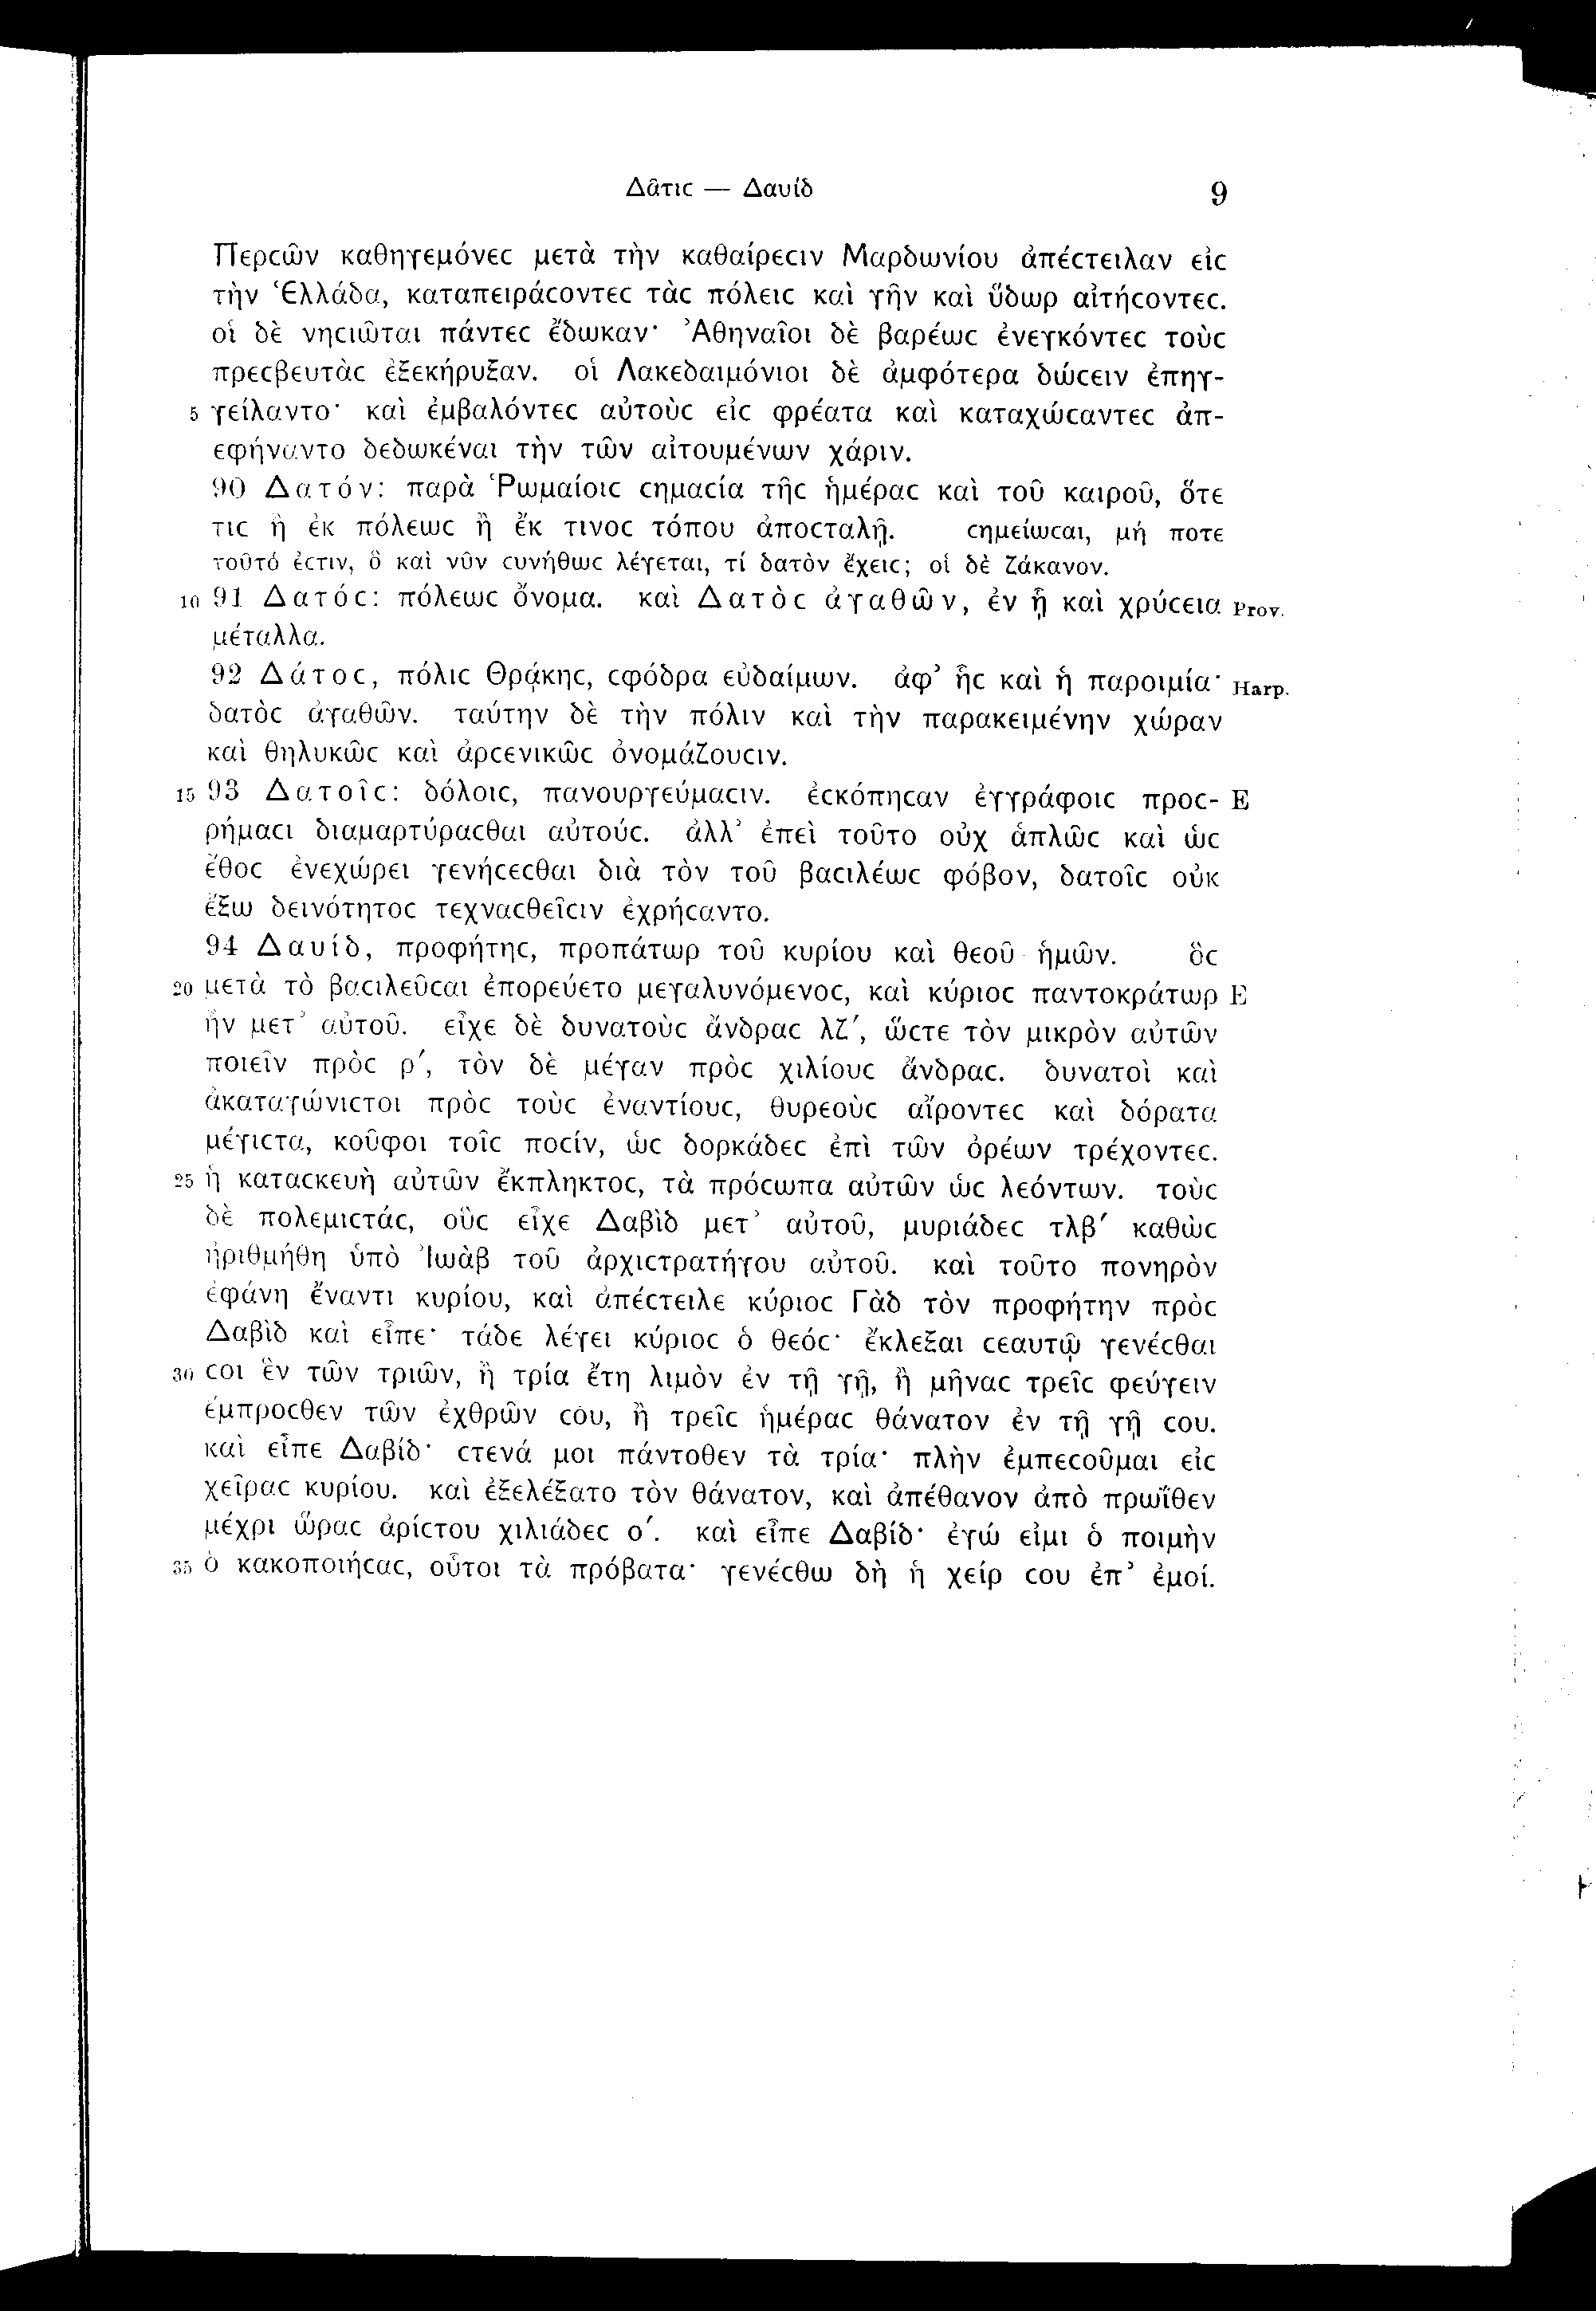 Δᾶτιϲ — Δαυίδ 9
Περϲῶν καθηγεμόνεϲ μετὰ τὴν καθαίρεϲιν Μαρδωνίου ἀπέϲτειλαν εἰϲ
τὴν Ἑλλάδα, καταπειράϲοντεϲ τὰϲ πόλειϲ καὶ γῆν καὶ ὕδωρ αἰτήϲοντεϲ.
οἱ δὲ νηϲιῶται πάντεϲ ἔδωκαν· Ἀθηναῖοι δὲ βαρέωϲ ἐνεγκόντεϲ τοὺϲ
πρεϲβευτὰϲ ἐξεκήρυξαν. οἱ Λακεδαιμόνιοι δὲ ἀμφότερα δώϲειν ἐπηγ-
5 γείλαντο· καὶ ἐμβαλόντεϲ αὐτοὺϲ εἰϲ φρέατα καὶ καταχώϲαντεϲ ἀπ-
εφήναντο δεδωκέναι τὴν τῶν αἰτουμένων χάριν.
90 Δατόν: παρὰ Ῥωμαίοιϲ ϲημαϲία τῆϲ ἡμέραϲ καὶ τοῦ καιροῦ, ὅτε
τιϲ ἢ ἐκ πόλεωϲ ἢ ἔκ τινοϲ τόπου ἀποϲταλῇ. ϲημείωϲαι, μή ποτε
τοῦτό ἐϲτιν, ὃ καὶ νῦν ϲυνήθωϲ λέγεται, τί δατὸν ἔχειϲ; οἱ δὲ ζάκανον.
10 91 Δατόϲ: πόλεωϲ ὄνομα. καὶ Δατὸϲ ἀγαθῶν, ἐν ᾗ καὶ χρύϲεια Prov.
μέταλλα.
92 Δάτοϲ, πόλιϲ Θρᾴκηϲ, ϲφόδρα εὐδαίμων. ἀφ’ ἧϲ καὶ ἡ παροιμία· Harp.
δατὸϲ ἀγαθῶν. ταύτην δὲ τὴν πόλιν καὶ τὴν παρακειμένην χώραν
καὶ θηλυκῶϲ καὶ ἀρϲενικῶϲ ὀνομάζουϲιν.
15 93 Δατοῖϲ: δόλοιϲ, πανουργεύμαϲιν. ἐϲκόπηϲαν ἐγγράφοιϲ προϲ- E
ρήμαϲι διαμαρτύραϲθαι αὐτούϲ. ἀλλ’ ἐπεὶ τοῦτο οὐχ ἁπλῶϲ καὶ ὡϲ
ἔθοϲ ἐνεχώρει γενήϲεϲθαι διὰ τὸν τοῦ βαϲιλέωϲ φόβον, δατοῖϲ οὐκ
ἔξω δεινότητοϲ τεχναϲθεῖϲιν ἐχρήϲαντο.
94 Δαυίδ, προφήτηϲ, προπάτωρ τοῦ κυρίου καὶ θεοῦ ἡμῶν. ὃϲ
20 μετὰ τὸ βαϲιλεῦϲαι ἐπορεύετο μεγαλυνόμενοϲ, καὶ κύριοϲ παντοκράτωρ E
ἦν μετ’ αὐτοῦ. εἶχε δὲ δυνατοὺϲ ἄνδραϲ λζ′, ὥϲτε τὸν μικρὸν αὐτῶν
ποιεῖν πρὸϲ ρ′, τὸν δὲ μέγαν πρὸϲ χιλίουϲ ἄνδραϲ. δυνατοὶ καὶ
ἀκαταγώνιϲτοι πρὸϲ τοὺϲ ἐναντίουϲ, θυρεοὺϲ αἴροντεϲ καὶ δόρατα
μέγιϲτα, κοῦφοι τοῖϲ ποϲίν, ὡϲ δορκάδεϲ ἐπὶ τῶν ὀρέων τρέχοντεϲ.
25 ἡ καταϲκευὴ αὐτῶν ἔκπληκτοϲ, τὰ πρόϲωπα αὐτῶν ὡϲ λεόντων. τοὺϲ
δὲ πολεμιϲτάϲ, οὓϲ εἶχε Δαβὶδ μετ’ αὐτοῦ, μυριάδεϲ τλβ′ καθὼϲ
ἠριθμήθη ὑπὸ Ἰωὰβ τοῦ ἀρχιϲτρατήγου αὐτοῦ. καὶ τοῦτο πονηρὸν
ἐφάνη ἔναντι κυρίου, καὶ ἀπέϲτειλε κύριοϲ Γὰδ τὸν προφήτην πρὸϲ
Δαβὶδ καὶ εἶπε· τάδε λέγει κύριοϲ ὁ θεόϲ· ἔκλεξαι ϲεαυτῷ γενέϲθαι
30 ϲοι ἓν τῶν τριῶν, ἢ τρία ἔτη λιμὸν ἐν τῇ γῇ, ἢ μῆναϲ τρεῖϲ φεύγειν
ἔμπροϲθεν τῶν ἐχθρῶν ϲου, ἢ τρεῖϲ ἡμέραϲ θάνατον ἐν τῇ γῇ ϲου.
καὶ εἶπε Δαβίδ· ϲτενά μοι πάντοθεν τὰ τρία· πλὴν ἐμπεϲοῦμαι εἰϲ
χεῖραϲ κυρίου. καὶ ἐξελέξατο τὸν θάνατον, καὶ ἀπέθανον ἀπὸ πρωΐθεν
μέχρι ὥραϲ ἀρίϲτου χιλιάδεϲ ο′. καὶ εἶπε Δαβίδ· ἐγώ εἰμι ὁ ποιμὴν
35 ὁ κακοποιήϲαϲ, οὗτοι τὰ πρόβατα· γενέϲθω δὴ ἡ χείρ ϲου ἐπ’ ἐμοί.